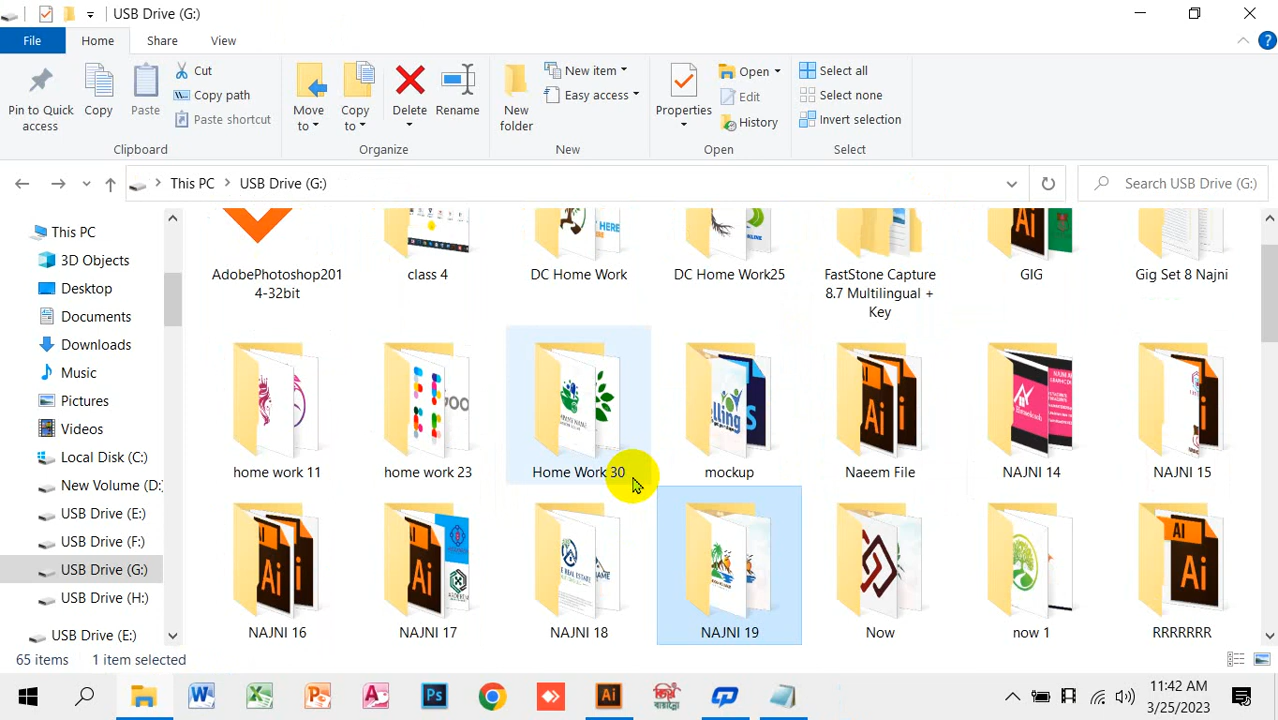 USB Drive (G:)
File Home Share View
Pin to Quick access
Copy
Paste
Cut
Copy path
Paste shortcut
Clipboard
Move to
Copy to
Delete
Rename
Organize
New folder
New item
Easy access
New
Properties
Open
Edit
History
Open
Select all
Select none
Invert selection
Select
This PC USB Drive (G:)
Search USB Drive (G:)
This PC
3D Objects
Desktop
Documents
Downloads
Music
Pictures
Videos
Local Disk (C:)
New Volume (D:
USB Drive (E:)
USB Drive (F:)
USB Drive (G:)
USB Drive (H:)
USB Drive (E:)
AdobePhotoshop201
4-32bit
class 4
DC Home Work
DC Home Work25
FastStone Capture
8.7 Multilingual +
Key
GIG
Gig Set 8 Najni
home work 11
home work 23
Home Work 30
mockup
Naeem File
NAJNI 14
NAJNI 15
NAJNI 16
NAJNI 17
NAJNI 18
NAJNI 19
Now
now 1
RRRRRRR
65 items 1 item selected
11:42 AM
3/25/2023